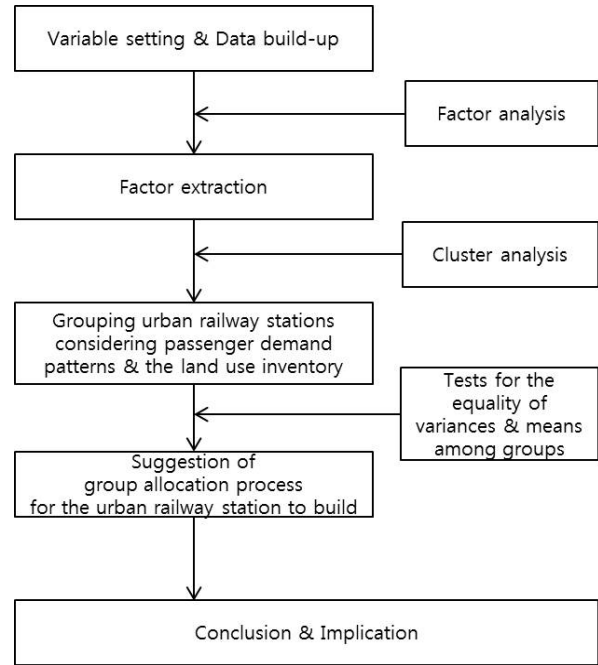 Variable setting & Data build-up
Factor analysis
Factor extraction
Cluster analysis
Grouping urban railway stations
considering passenger demand
patterns & the land use inventory
Tests for the
equality of
variances & means
among groups
Suggestion of
group allocation process
for the urban railway station to build
Conclusion & Implication